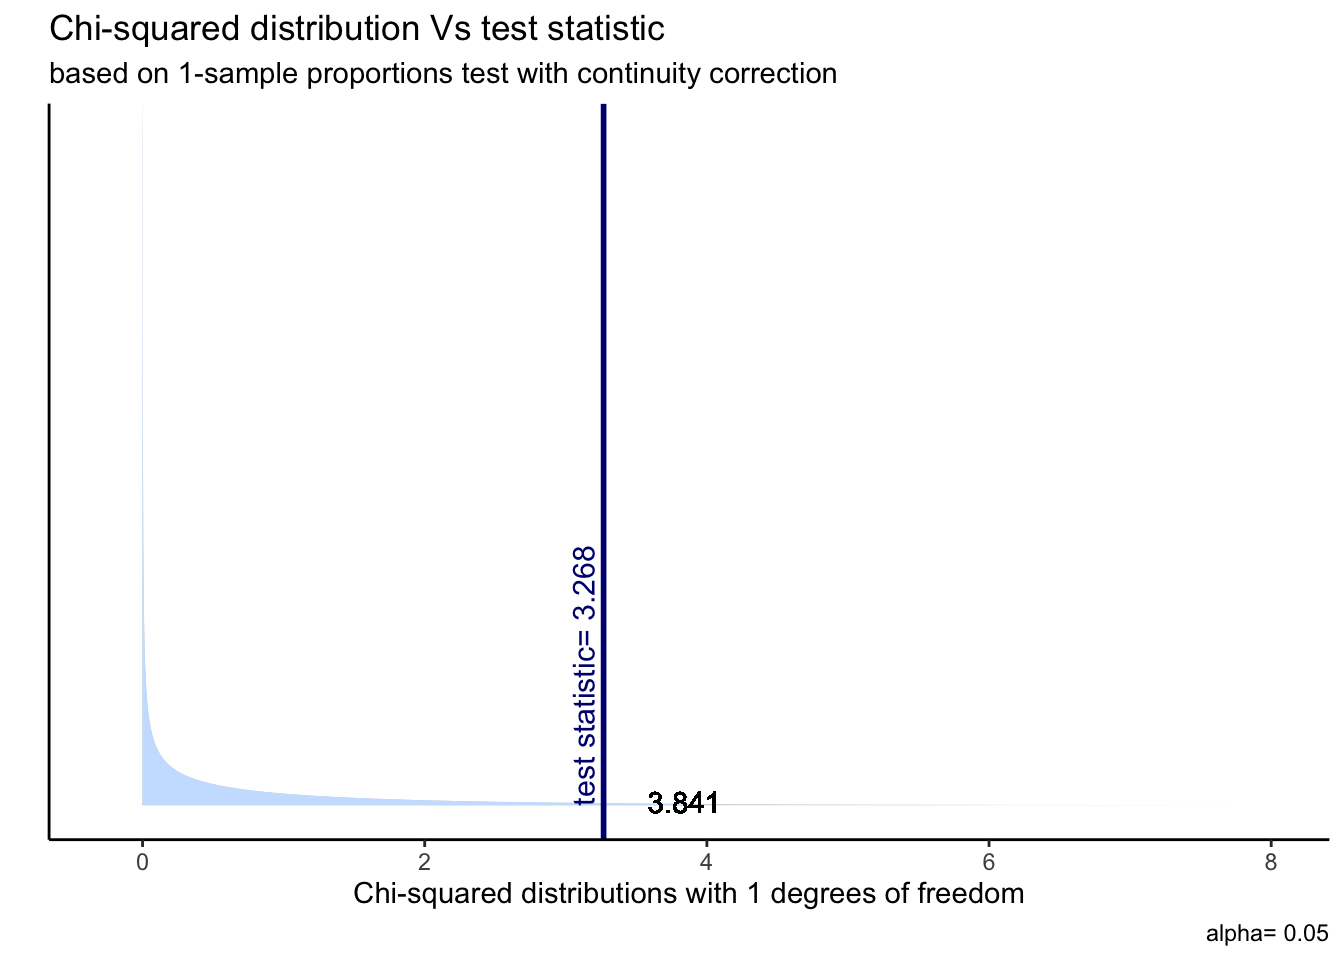 Chi-squared distribution Vs test statistic
based on 1-sample proportions test with continuity correction
test statistic= 3.268
3.841
0 2 4 6 8
Chi-squared distributions with 1 degrees of freedom
alpha= 0.05